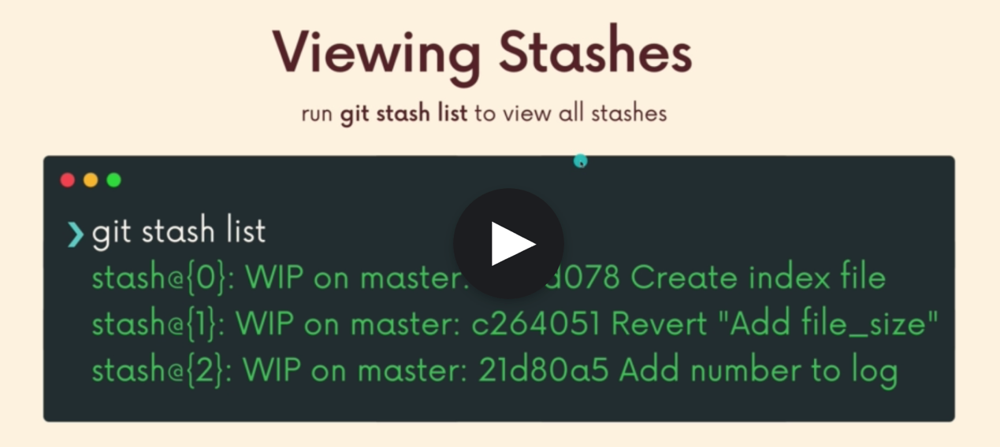 Viewing Stashes
run git stash list to view all stashes
❯ git stash list
stash@{0}: WIP on master: Create index file
stash@{1}: WIP on master: c264051 Revert "Add file_size"
stash@{2}: WIP on master: 21d80a5 Add number to log